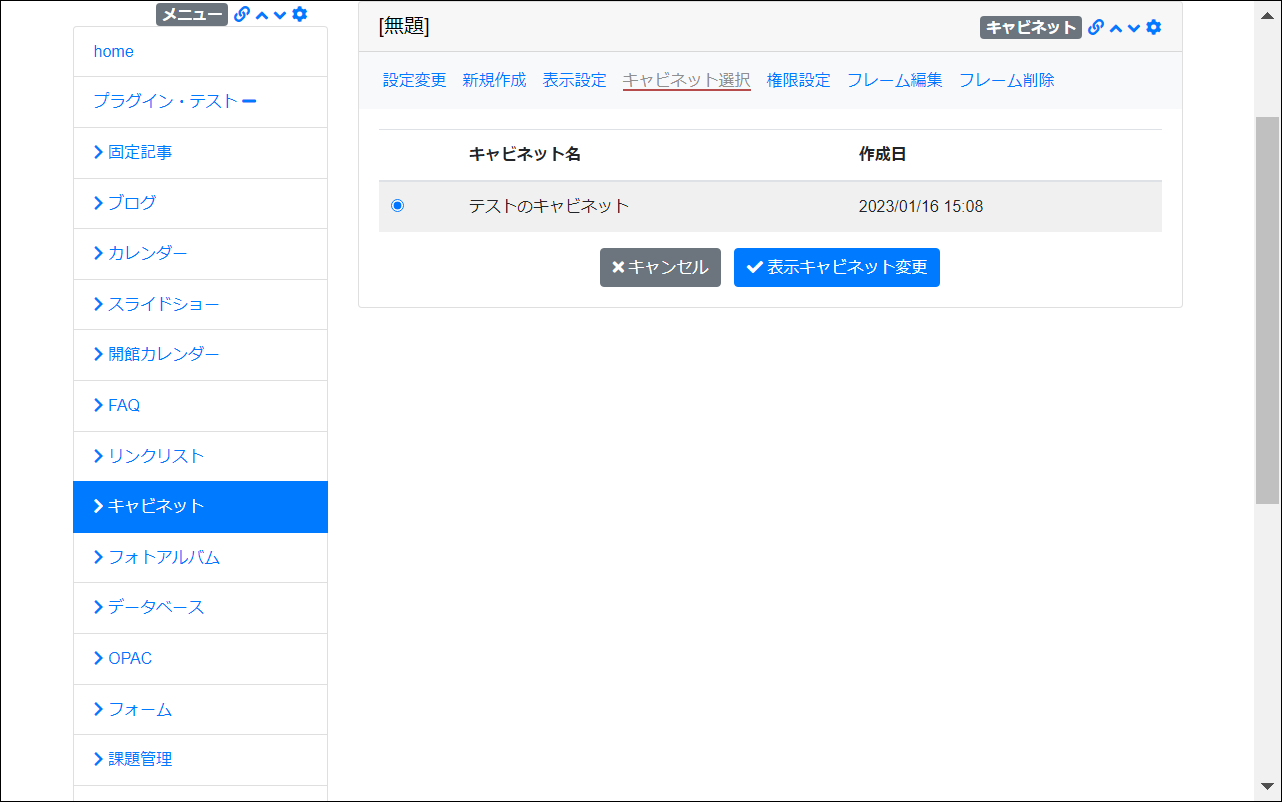 メニュー
home
プラグイン・テスト
固定記事
ブログ
カレンダー
スライドショー
開館カレンダー
FAQ
リンクリスト
キャビネット
フォトアルバム
データベース
OPAC
フォーム
課題管理
[無題]
キャビネット
設定変更 新規作成 表示設定 キャビネット選択 権限設定 フレーム編集 フレーム削除
キャビネット名 作成日
テストのキャビネット 2023/01/16 15:08
キャンセル 表示キャビネット変更